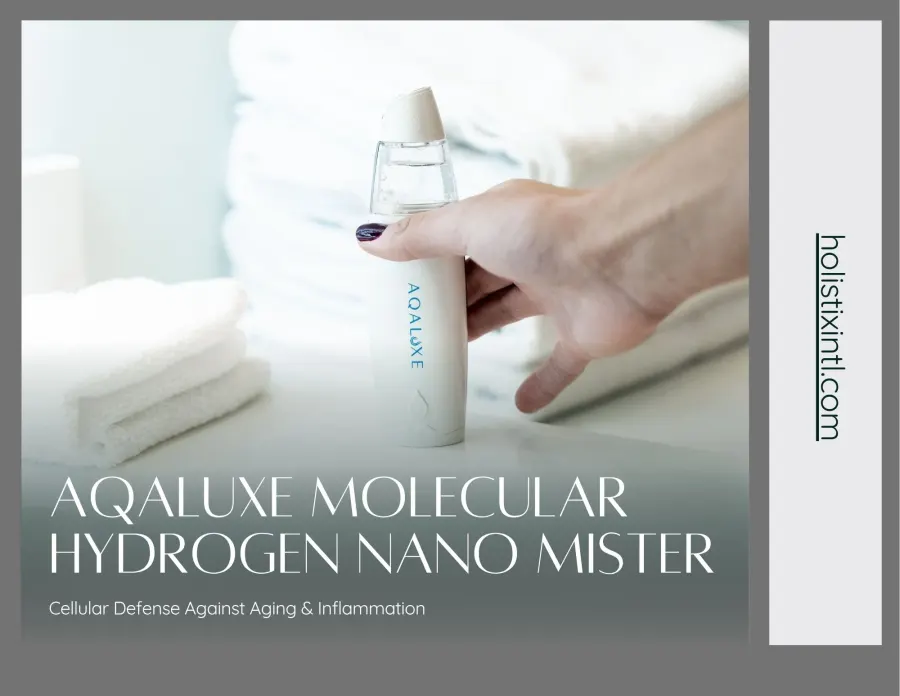 AQALUXE
AQALUXE MOLECULAR
HYDROGEN NANO MISTER
Cellular Defense Against Aging & Inflammation
holistixintl.com